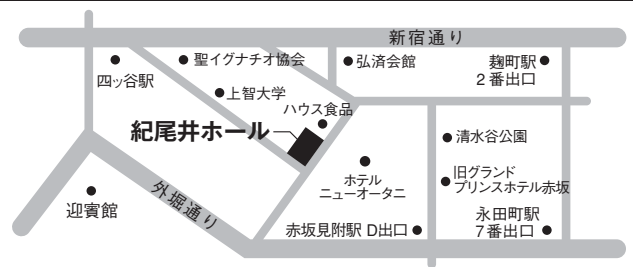 新宿通り
四ッ谷駅
聖イグナチオ協会
弘済会館
麹町駅
2番出口
上智大学
ハウス食品
紀尾井ホール
清水谷公園
ホテル
ニューオータニ
旧グランド
プリンスホテル赤坂
迎賓館
外堀通り
赤坂見附駅 D出口
永田町駅
7番出口